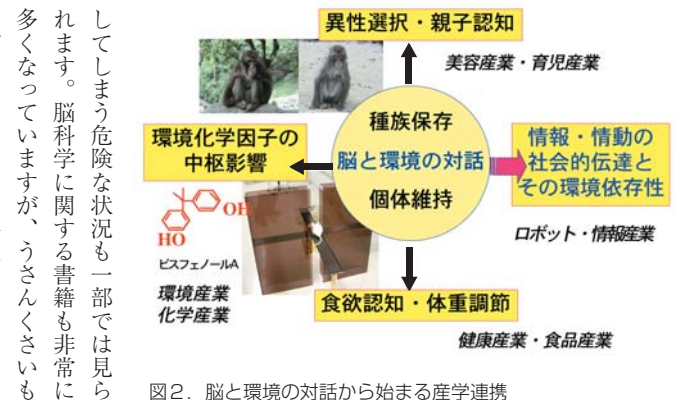 してしまう危険な状況も一部では見ら
れます。脳科学に関する書籍も非常に
多くなっていますが、うさんくさいも
異性選択・親子認知
美容産業・育児産業
種族保存
脳と環境の対話
個体維持
環境化学因子の
中枢影響
情報・情動の
社会的伝達と
その環境依存性
ロボット・情報産業
OH
HO
ビスフェノールA
環境産業
化学産業
食欲認知・体重調節
健康産業・食品産業
図2. 脳と環境の対話から始まる産学連携